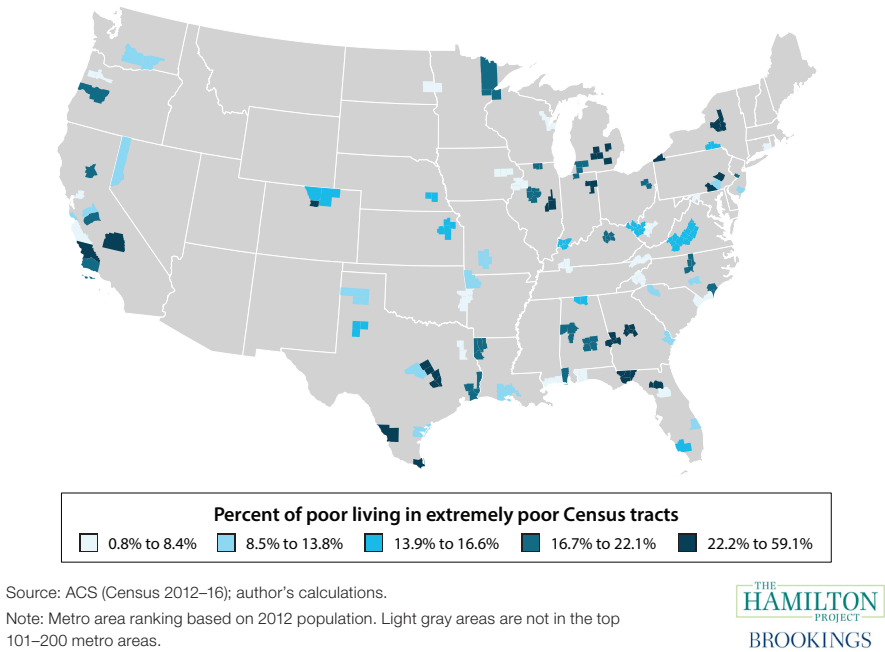 Percent of poor living in extremely poor Census tracts
0.8% to 8.4% 8.5% to 13.8% 13.9% to 16.6% 16.7% to 22.1% 22.2% to 59.1%
Source: ACS (Census 2012–16); author's calculations.
Note: Metro area ranking based on 2012 population. Light gray areas are not in the top
101–200 metro areas.
THE
HAMILTON
PROJECT
BROOKINGS